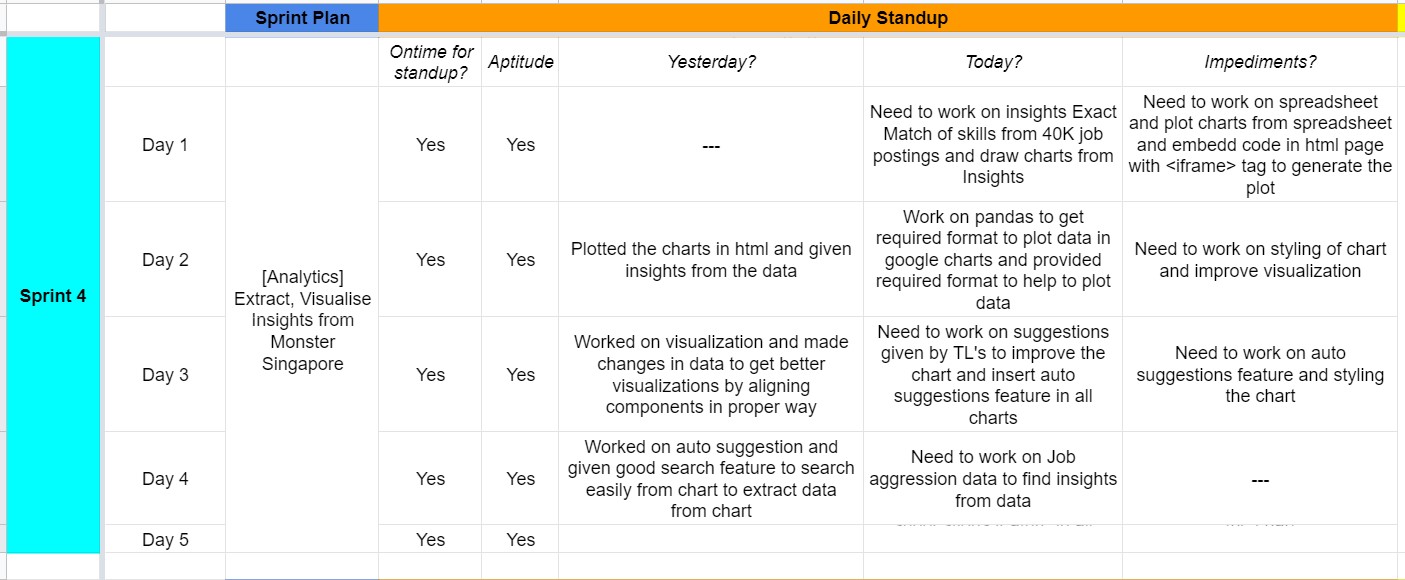 Sprint Plan
Daily Standup
Ontime for
standup?
Aptitude
Yesterday?
Today?
Impediments?
Sprint 4
[Analytics]
Extract, Visualise
Insights from
Monster
Singapore
Day 1
Yes
Yes
---
Need to work on insights Exact
Match of skills from 40K job
postings and draw charts from
Insights
Need to work on spreadsheet
and plot charts from spreadsheet
and embedd code in html page
with <iframe> tag to generate the
plot
Day 2
Yes
Yes
Plotted the charts in html and given
insights from the data
Work on pandas to get
required format to plot data in
google charts and provided
required format to help to plot
data
Need to work on styling of chart
and improve visualization
Day 3
Yes
Yes
Worked on visualization and made
changes in data to get better
visualizations by aligning
components in proper way
Need to work on suggestions
given by TL's to improve the
chart and insert auto
suggestions feature in all
charts
Need to work on auto
suggestions feature and styling
the chart
Day 4
Yes
Yes
Worked on auto suggestion and
given good search feature to search
easily from chart to extract data
from chart
Need to work on Job
aggression data to find insights
from data
---
Day 5
Yes
Yes